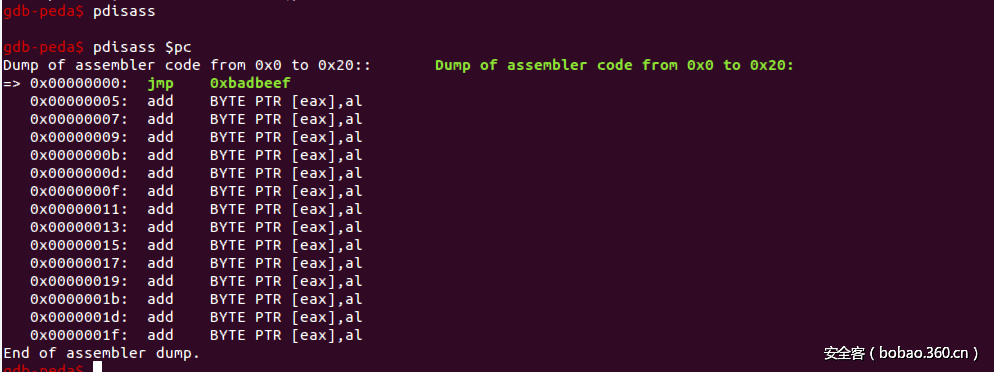 gdb-peda$ pdisass
gdb-peda$ pdisass $pc
Dump of assembler code from 0x0 to 0x20:: Dump of assembler code from 0x0 to 0x20:
=> 0x00000000: jmp 0xbadbeef
0x00000005: add BYTE PTR [eax],al
0x00000007: add BYTE PTR [eax],al
0x00000009: add BYTE PTR [eax],al
0x0000000b: add BYTE PTR [eax],al
0x0000000d: add BYTE PTR [eax],al
0x0000000f: add BYTE PTR [eax],al
0x00000011: add BYTE PTR [eax],al
0x00000013: add BYTE PTR [eax],al
0x00000015: add BYTE PTR [eax],al
0x00000017: add BYTE PTR [eax],al
0x00000019: add BYTE PTR [eax],al
0x0000001b: add BYTE PTR [eax],al
0x0000001d: add BYTE PTR [eax],al
0x0000001f: add BYTE PTR [eax],al
End of assembler dump.
gdb-peda$
安全客（bobao.360.cn）